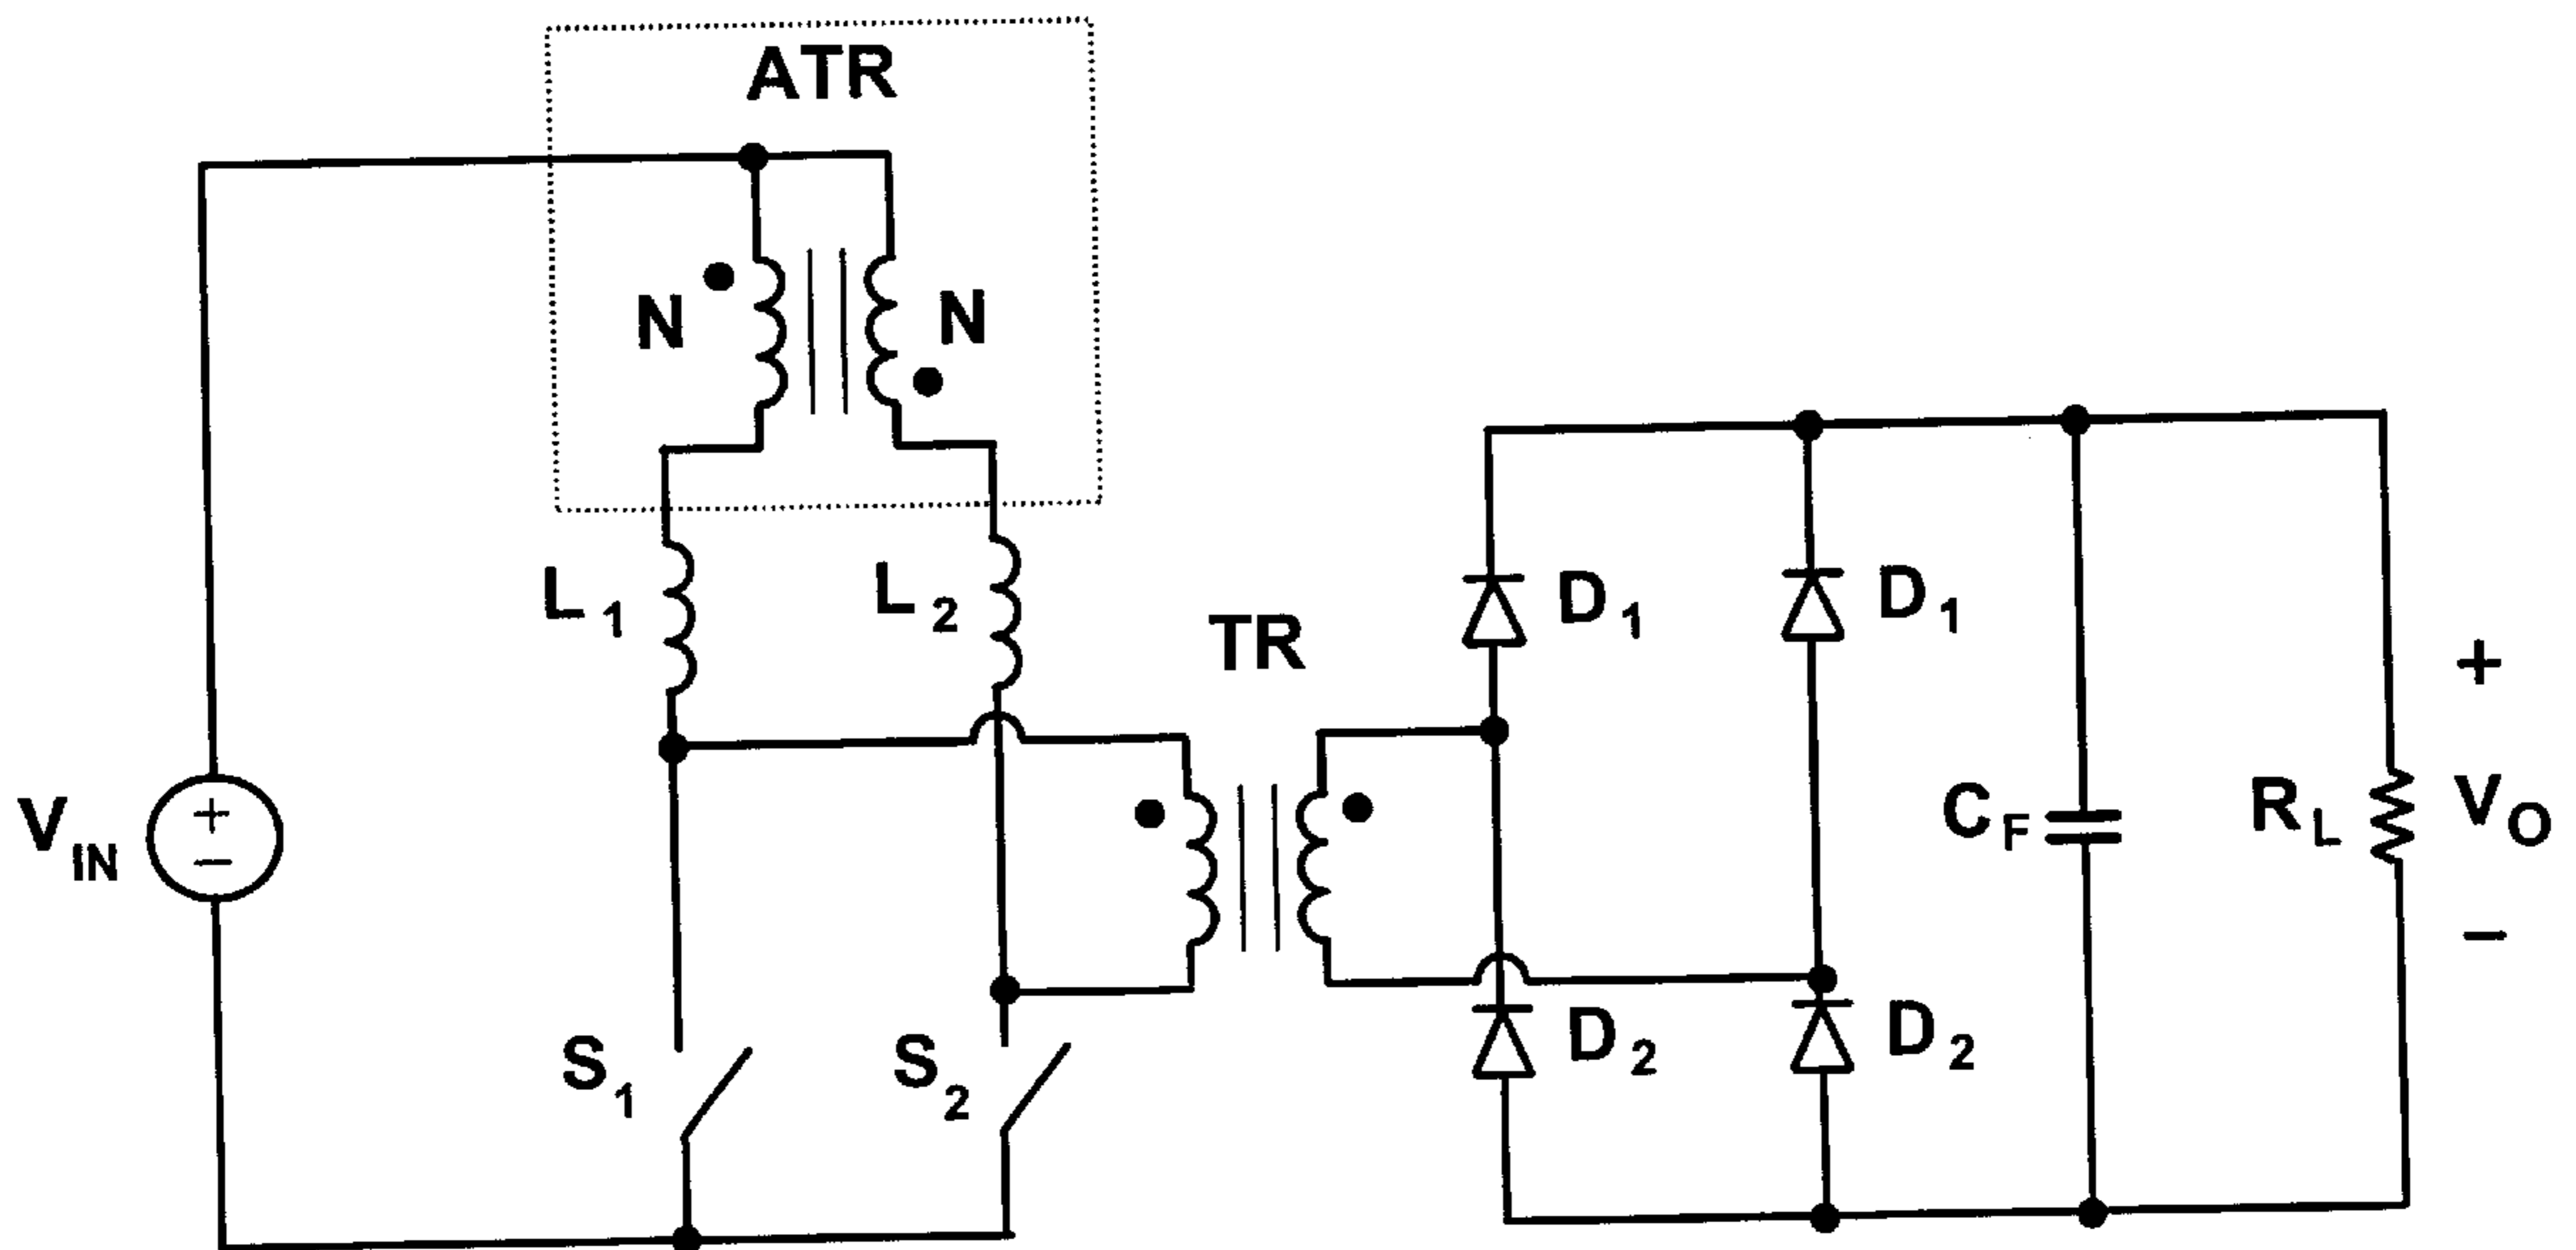 ATR
N
N
L1
L2
TR
D1
D1
+
VIN
+
−
CF
RL
VO
−
S1
S2
D2
D2